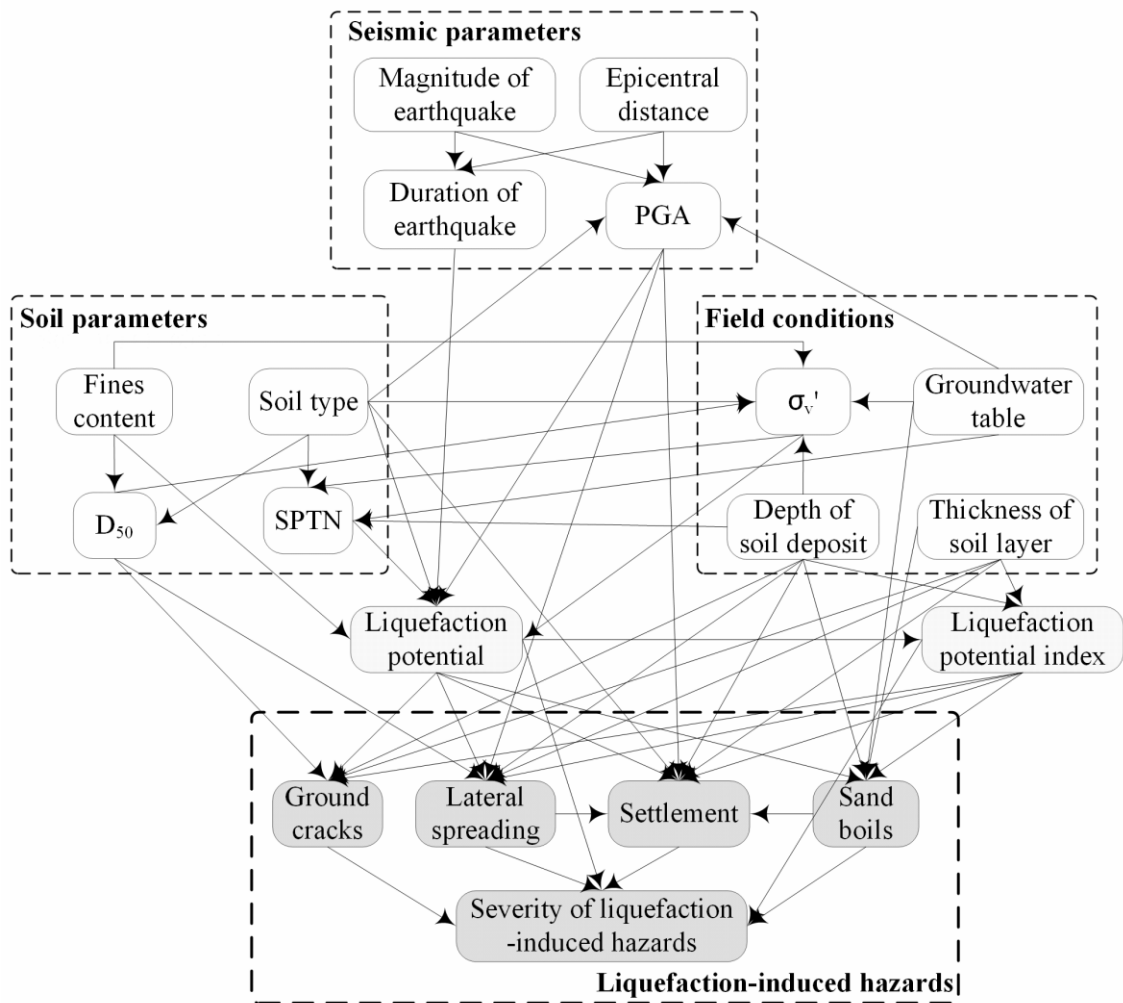 Seismic parameters
Magnitude of
earthquake
Epicentral
distance
Duration of
earthquake
PGA
Soil parameters
Fines
content
Soil type
D₅₀
SPTN
Field conditions
σᵥ'
Groundwater
table
Depth of
soil deposit
Thickness of
soil layer
Liquefaction
potential
Liquefaction
potential index
Ground
cracks
Lateral
spreading
Settlement
Sand
boils
Severity of liquefaction
-induced hazards
Liquefaction-induced hazards